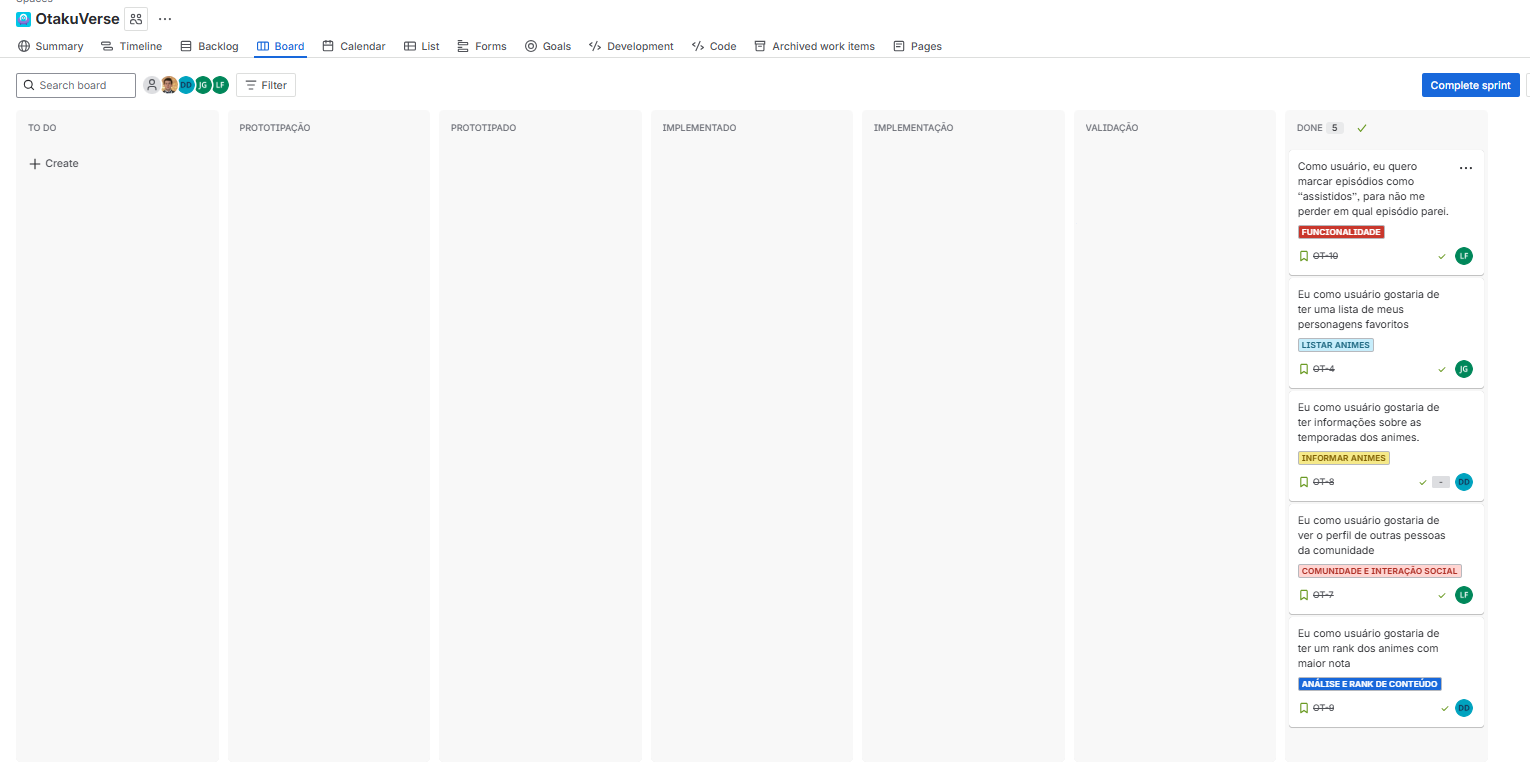 Spaces
OtakuVerse
Summary Timeline Backlog Board Calendar List Forms Goals Development Code Archived work items Pages
Search board
DD JG LF
Filter
Complete sprint
TO DO
Create
PROTOTIPAÇÃO
PROTOTIPADO
IMPLEMENTADO
IMPLEMENTAÇÃO
VALIDAÇÃO
DONE 5
Como usuário, eu quero
marcar episódios como
“assistidos”, para não me
perder em qual episódio parei.
FUNCIONALIDADE
OT-10 LF
Eu como usuário gostaria de
ter uma lista de meus
personagens favoritos
LISTAR ANIMES
OT-4 JG
Eu como usuário gostaria de
ter informações sobre as
temporadas dos animes.
INFORMAR ANIMES
OT-8 - DD
Eu como usuário gostaria de
ver o perfil de outras pessoas
da comunidade
COMUNIDADE E INTERAÇÃO SOCIAL
OT-7 LF
Eu como usuário gostaria de
ter um rank dos animes com
maior nota
ANÁLISE E RANK DE CONTEÚDO
OT-9 DD